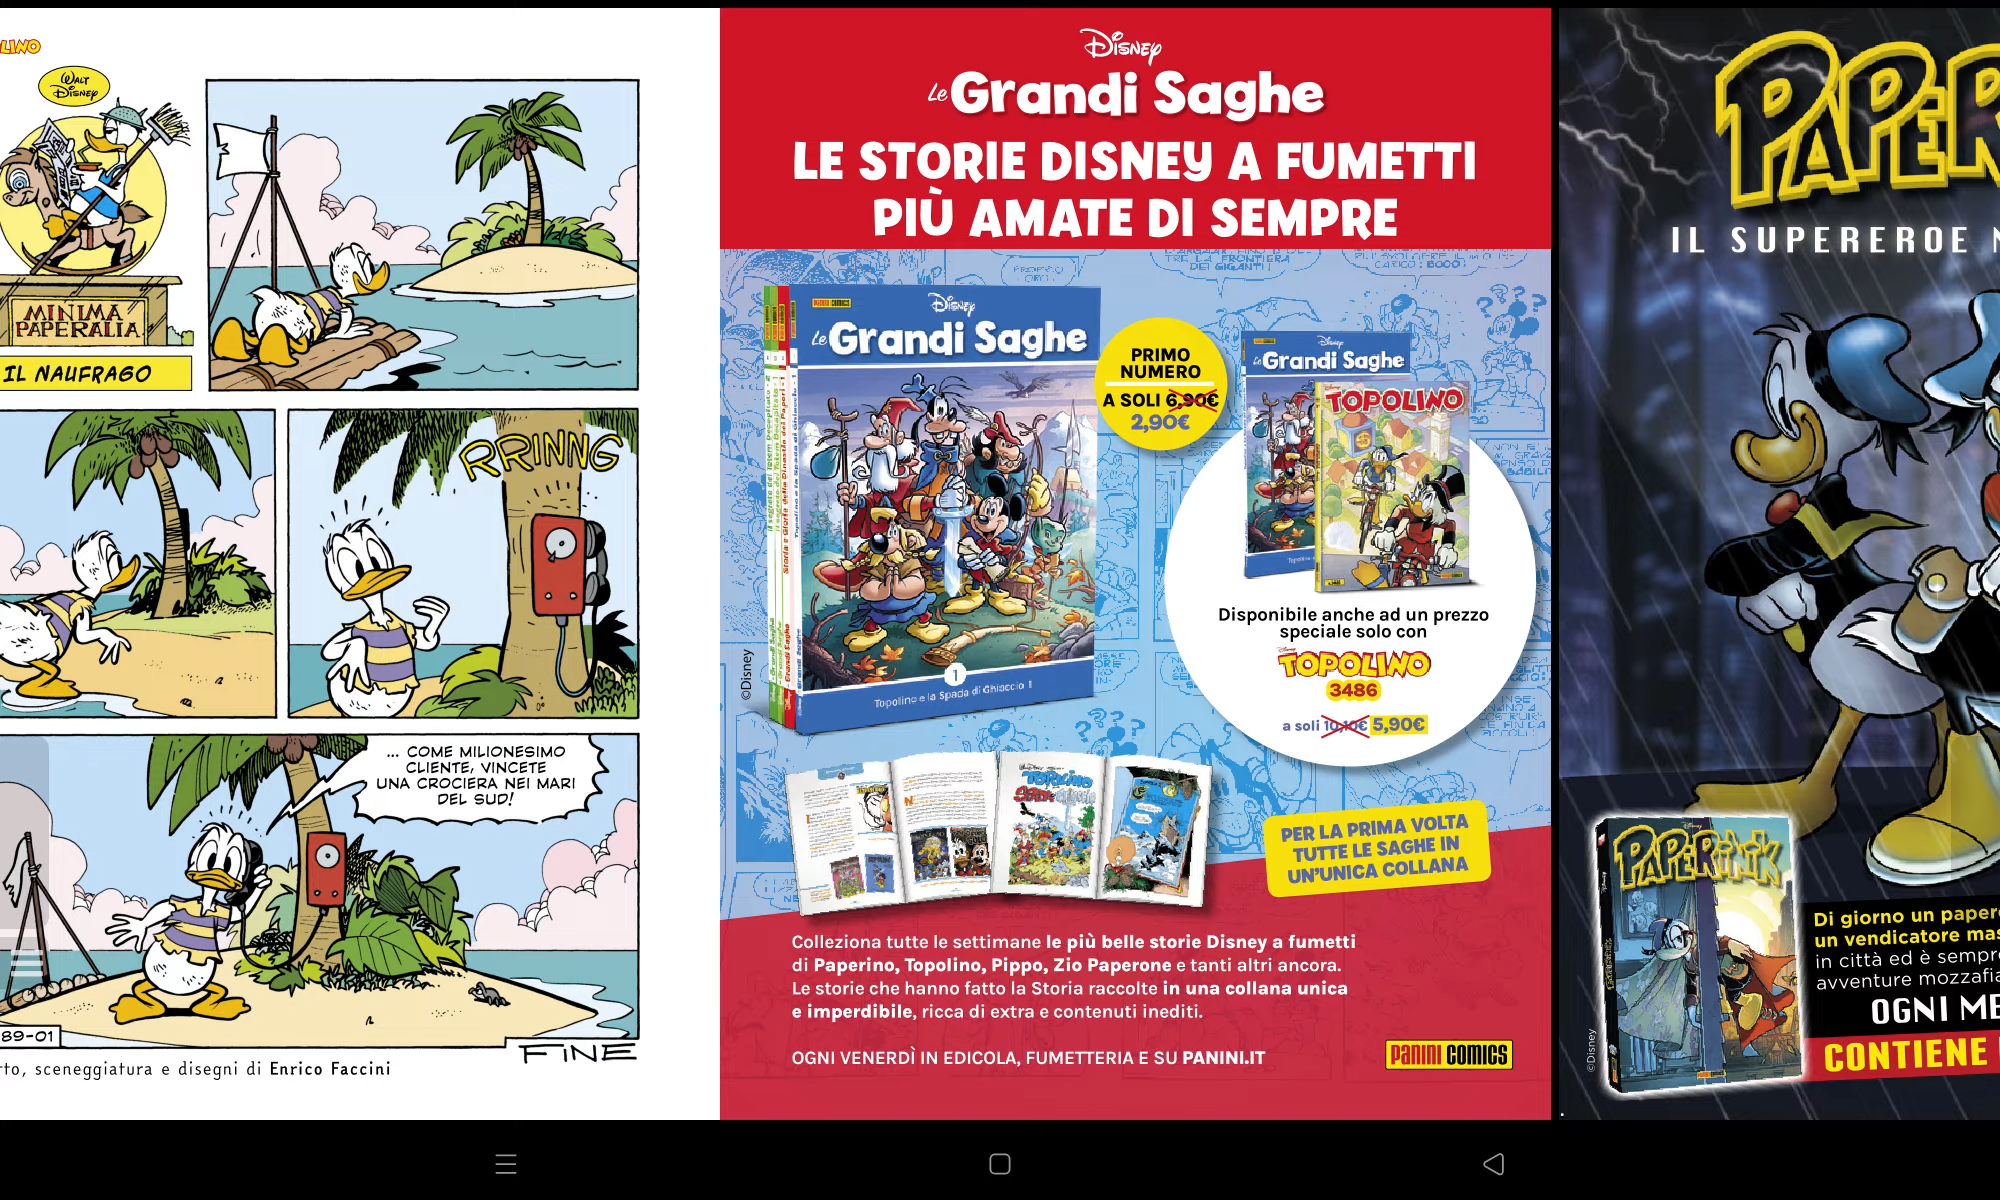 LINO
WALT
DISNEY
MINIMA
PAPERALIA
IL NAUFRAGO
RRINNG
... COME MILIONESIMO
CLIENTE, VINCETE
UNA CROCIERA NEI MARI
DEL SUD!
89-01
FINE
to, sceneggiatura e disegni di Enrico Faccini
Disney
Le Grandi Saghe
LE STORIE DISNEY A FUMETTI
PIÙ AMATE DI SEMPRE
PANINI COMICS
Disney
Le Grandi Saghe
1
Topolino e la Spada di Ghiaccio 1
©Disney
PRIMO
NUMERO
A SOLI 6,90€
2,90€
Disney
Le Grandi Saghe
TOPOLINO
Disponibile anche ad un prezzo
speciale solo con
TOPOLINO
3486
a soli 10,10€ 5,90€
PER LA PRIMA VOLTA
TUTTE LE SAGHE IN
UN'UNICA COLLANA
Colleziona tutte le settimane le più belle storie Disney a fumetti
di Paperino, Topolino, Pippo, Zio Paperone e tanti altri ancora.
Le storie che hanno fatto la Storia raccolte in una collana unica
e imperdibile, ricca di extra e contenuti inediti.
OGNI VENERDÌ IN EDICOLA, FUMETTERIA E SU PANINI.IT
PANINI COMICS
PAPER
IL SUPEREROE
PAPERINIK
©Disney
Di giorno un papero
un vendicatore mas
in città ed è sempr
avventure mozzafia
OGNI ME
CONTIENE